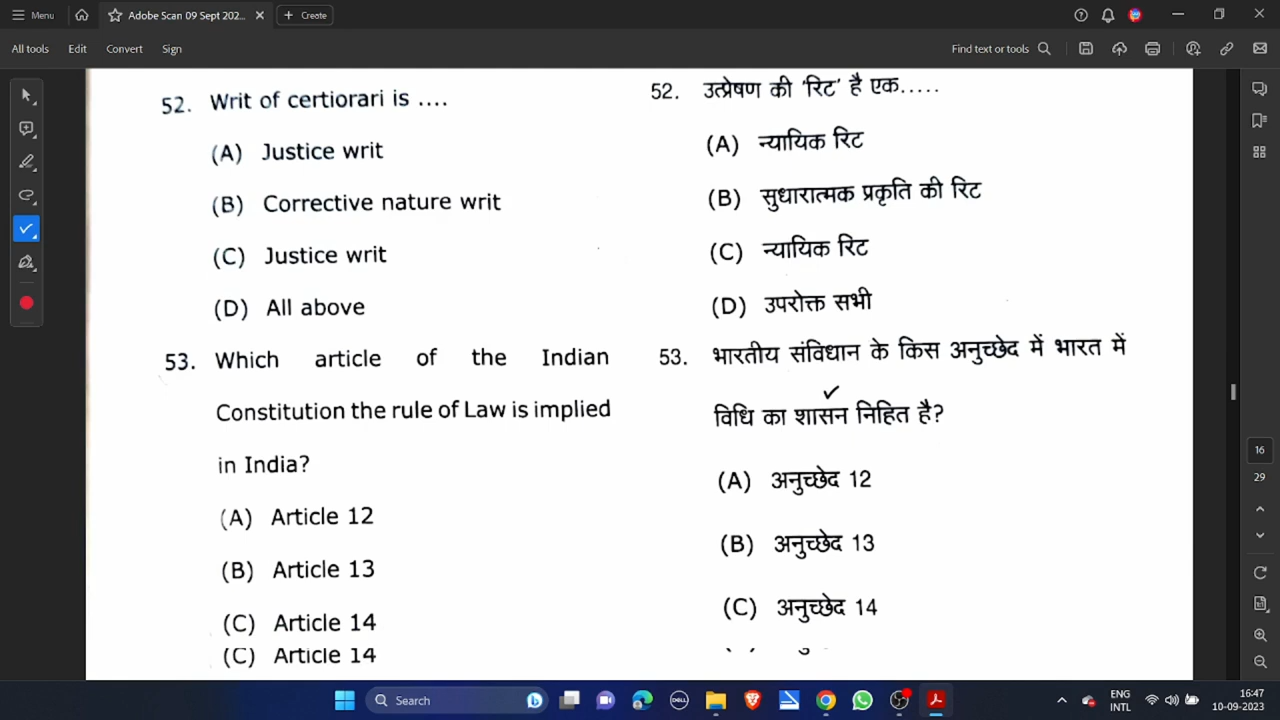 Menu
Adobe Scan 09 Sept 202...
Create
All tools
Edit
Convert
Sign
Find text or tools
52. Writ of certiorari is ....
(A) Justice writ
(B) Corrective nature writ
(C) Justice writ
(D) All above
53. Which article of the Indian
Constitution the rule of Law is implied
in India?
(A) Article 12
(B) Article 13
(C) Article 14
(C) Article 14
52. उत्प्रेषण की ‘रिट’ है एक.....
(A) न्यायिक रिट
(B) सुधारात्मक प्रकृति की रिट
(C) न्यायिक रिट
(D) उपरोक्त सभी
53. भारतीय संविधान के किस अनुच्छेद में भारत में
विधि का शासन निहित है?
(A) अनुच्छेद 12
(B) अनुच्छेद 13
(C) अनुच्छेद 14
16
29
Search
DELL
ENG
INTL
16:47
10-09-2023